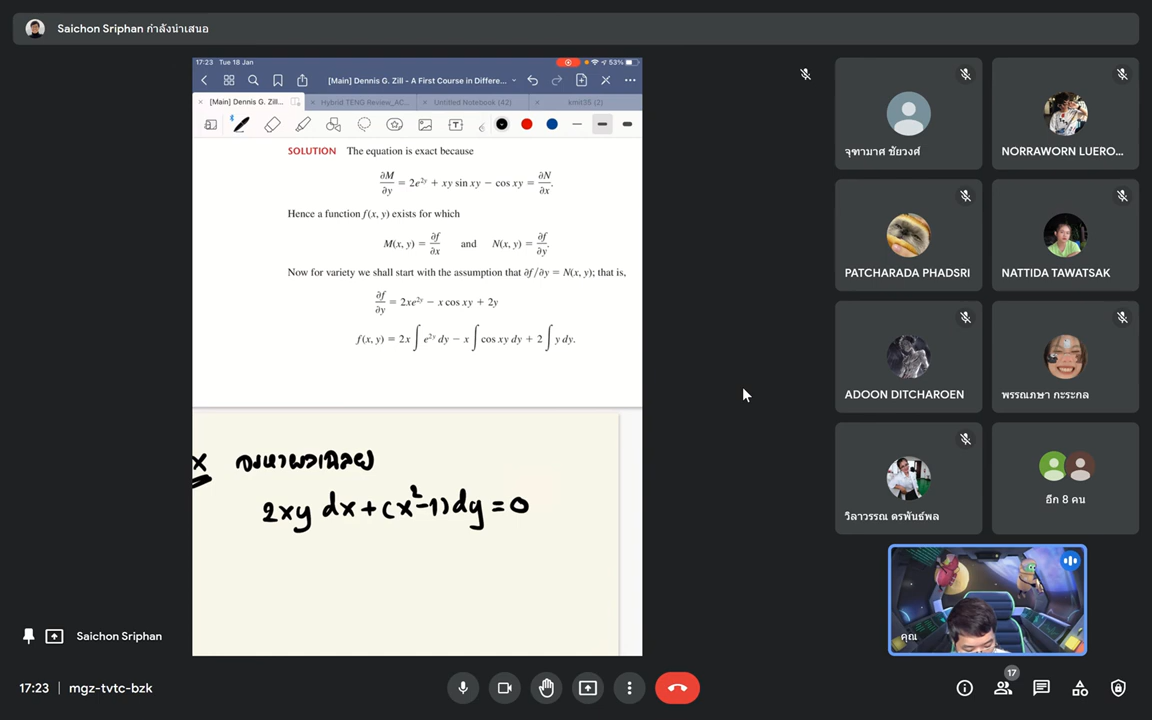 Saichon Sriphan กำลังนำเสนอ
17:23 Tue 18 Jan
53%
[Main] Dennis G. Zill - A First Course in Differe...
[Main] Dennis G. Zill...
Hybrid TENG Review_AC...
Untitled Notebook (42)
kmit35 (2)
SOLUTION The equation is exact because
∂M/∂y = 2e^{2y} + xy sin xy − cos xy = ∂N/∂x.
Hence a function f(x, y) exists for which
M(x, y) = ∂f/∂x and N(x, y) = ∂f/∂y.
Now for variety we shall start with the assumption that ∂f/∂y = N(x, y); that is,
∂f/∂y = 2xe^{2y} − x cos xy + 2y
f(x, y) = 2x ∫ e^{2y} dy − x ∫ cos xy dy + 2 ∫ y dy.
x จงหาผลเฉลย
2xy dx + (x²-1) dy = 0
จุฑามาศ ชัยวงศ์
NORRAWORN LUERO...
PATCHARADA PHADSRI
NATTIDA TAWATSAK
ADOON DITCHAROEN
พรรณภษา กะระกล
วิลาวรรณ ตรพันธ์พล
อีก 8 คน
คุณ
Saichon Sriphan
17:23 | mgz-tvtc-bzk
17